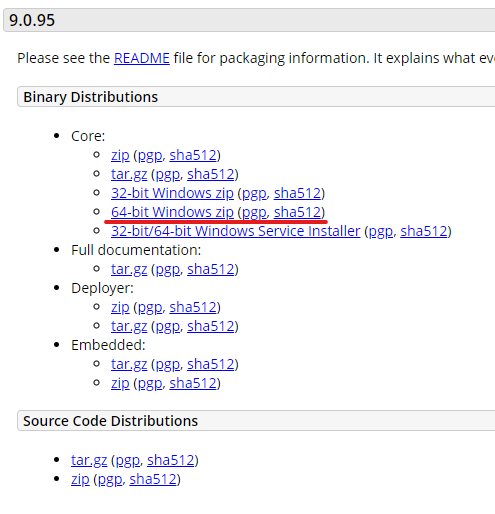 9.0.95
Please see the README file for packaging information. It explains what
Binary Distributions
Core:
zip (pgp, sha512)
tar.gz (pgp, sha512)
32-bit Windows zip (pgp, sha512)
64-bit Windows zip (pgp, sha512)
32-bit/64-bit Windows Service Installer (pgp, sha512)
Full documentation:
tar.gz (pgp, sha512)
Deployer:
zip (pgp, sha512)
tar.gz (pgp, sha512)
Embedded:
tar.gz (pgp, sha512)
zip (pgp, sha512)
Source Code Distributions
tar.gz (pgp, sha512)
zip (pgp, sha512)